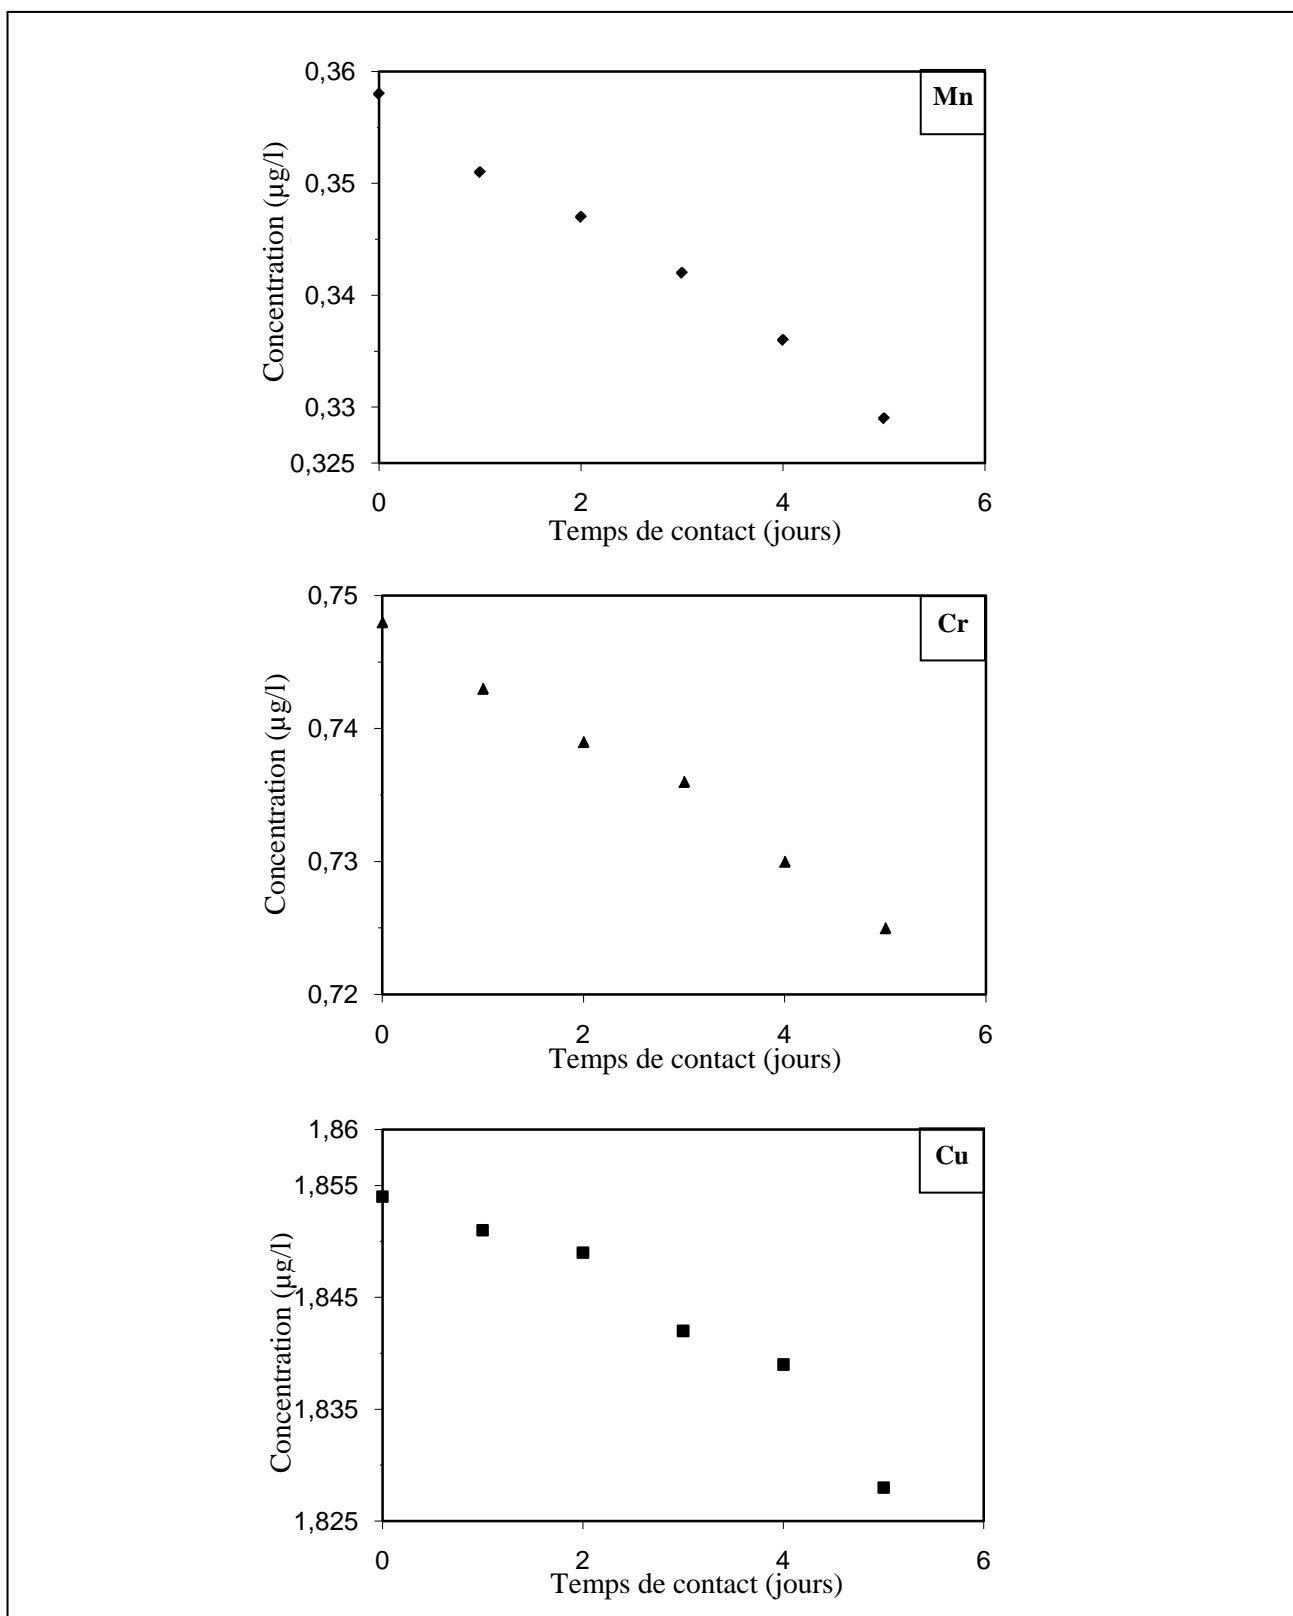 Mn
0,36
0,35
0,34
0,33
0,325
Concentration (µg/l)
0 2 4 6
Temps de contact (jours)
Cr
0,75
0,74
0,73
0,72
Concentration (µg/l)
0 2 4 6
Temps de contact (jours)
Cu
1,86
1,855
1,845
1,835
1,825
Concentration (µg/l)
0 2 4 6
Temps de contact (jours)